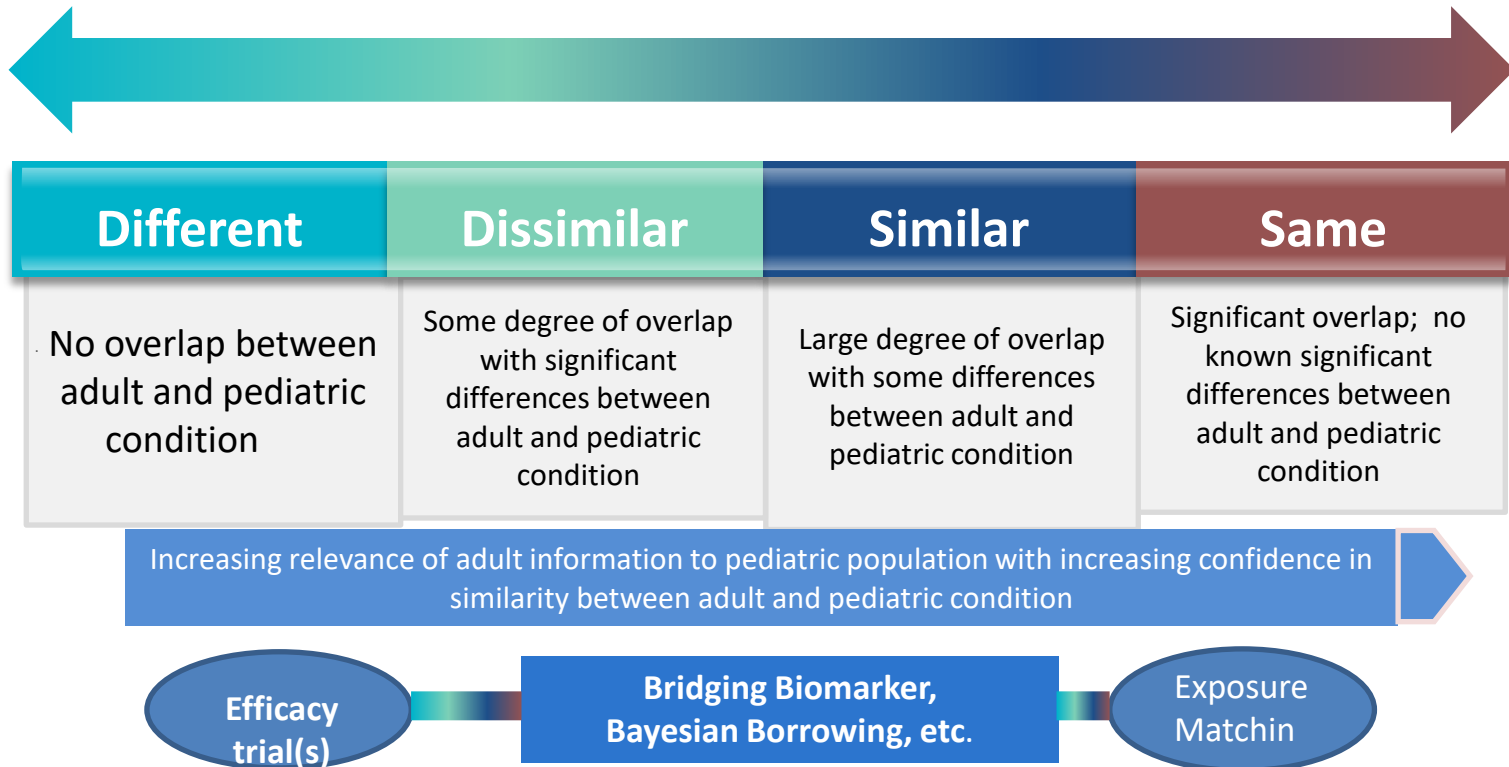 Different
Dissimilar
Similar
Same
No overlap between
adult and pediatric
condition
Some degree of overlap
with significant
differences between
adult and pediatric
condition
Large degree of overlap
with some differences
between adult and
pediatric condition
Significant overlap;  no
known significant
differences between
adult and pediatric
condition
Increasing relevance of adult information to pediatric population with increasing confidence in
similarity between adult and pediatric condition
Efficacy
trial(s)
Bridging Biomarker,
Bayesian Borrowing, etc.
Exposure
Matchin